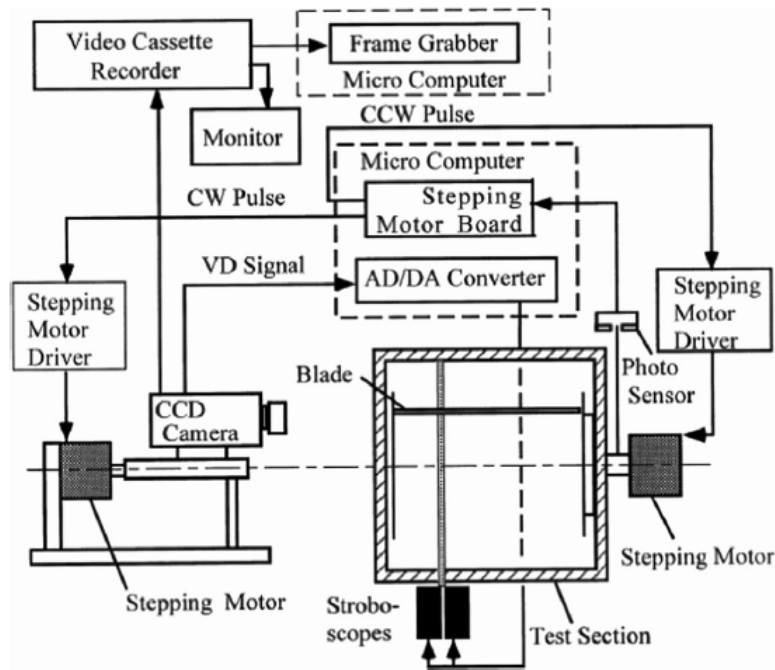 Video Cassette
Recorder
Frame Grabber
Micro Computer
Monitor
CCW Pulse
Micro Computer
CW Pulse
Stepping
Motor Board
VD Signal
AD/DA Converter
Stepping
Motor
Driver
Stepping
Motor
Driver
Photo
Sensor
Blade
CCD
Camera
Stepping Motor
Stepping Motor
Strobo-
scopes
Test Section